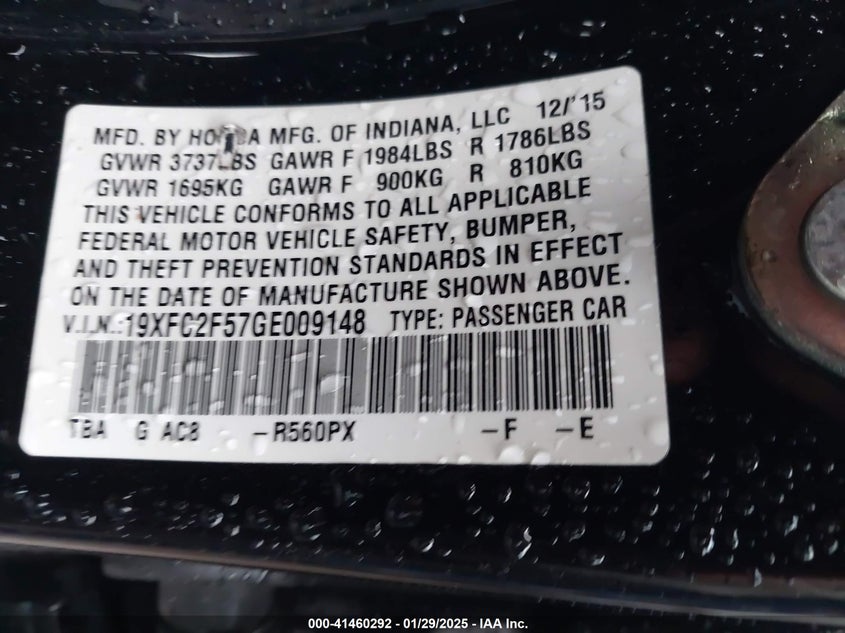 MFD. BY HONDA MFG. OF INDIANA, LLC 12/'15
GVWR 3737LBS GAWR F 1984LBS R 1786LBS
GVWR 1695KG GAWR F 900KG R 810KG
THIS VEHICLE CONFORMS TO ALL APPLICABLE
FEDERAL MOTOR VEHICLE SAFETY, BUMPER,
AND THEFT PREVENTION STANDARDS IN EFFECT
ON THE DATE OF MANUFACTURE SHOWN ABOVE.
V.I.N.:19XFC2F57GE009148 TYPE: PASSENGER CAR
TBA G AC8 -R560PX -F -E
000-41460292 - 01/29/2025 - IAA Inc.